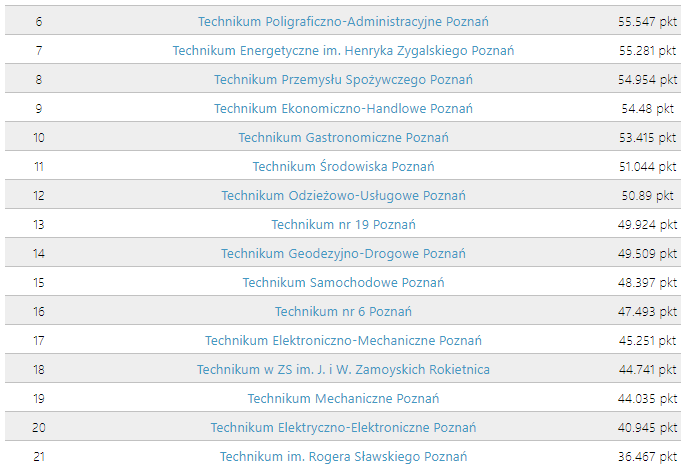 6 Technikum Poligraficzno-Administracyjne Poznań 55.547 pkt
7 Technikum Energetyczne im. Henryka Zygalskiego Poznań 55.281 pkt
8 Technikum Przemysłu Spożywczego Poznań 54.954 pkt
9 Technikum Ekonomiczno-Handlowe Poznań 54.48 pkt
10 Technikum Gastronomiczne Poznań 53.415 pkt
11 Technikum Środowiska Poznań 51.044 pkt
12 Technikum Odzieżowo-Usługowe Poznań 50.89 pkt
13 Technikum nr 19 Poznań 49.924 pkt
14 Technikum Geodezyjno-Drogowe Poznań 49.509 pkt
15 Technikum Samochodowe Poznań 48.397 pkt
16 Technikum nr 6 Poznań 47.493 pkt
17 Technikum Elektroniczno-Mechaniczne Poznań 45.251 pkt
18 Technikum w ZS im. J. i W. Zamoyskich Rokietnica 44.741 pkt
19 Technikum Mechaniczne Poznań 44.035 pkt
20 Technikum Elektryczno-Elektroniczne Poznań 40.945 pkt
21 Technikum im. Rogera Sławskiego Poznań 36.467 pkt